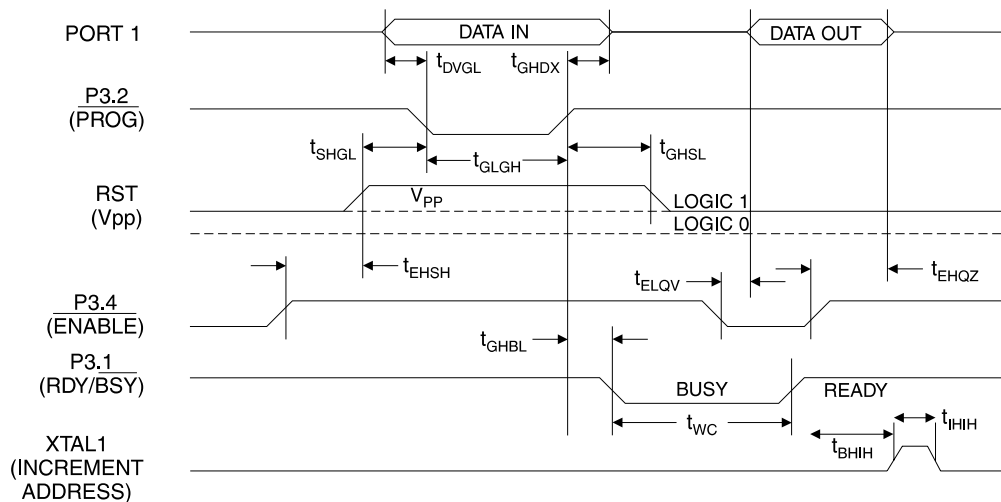 PORT 1
DATA IN
DATA OUT
tDVGL
tGHDX
P3.2
(PROG)
tSHGL
tGLGH
tGHSL
RST
(Vpp)
VPP
LOGIC 1
LOGIC 0
tEHSH
tELQV
tEHQZ
P3.4
(ENABLE)
tGHBL
P3.1
(RDY/BSY)
BUSY
READY
tWC
tIHIH
tBHIH
XTAL1
(INCREMENT
ADDRESS)